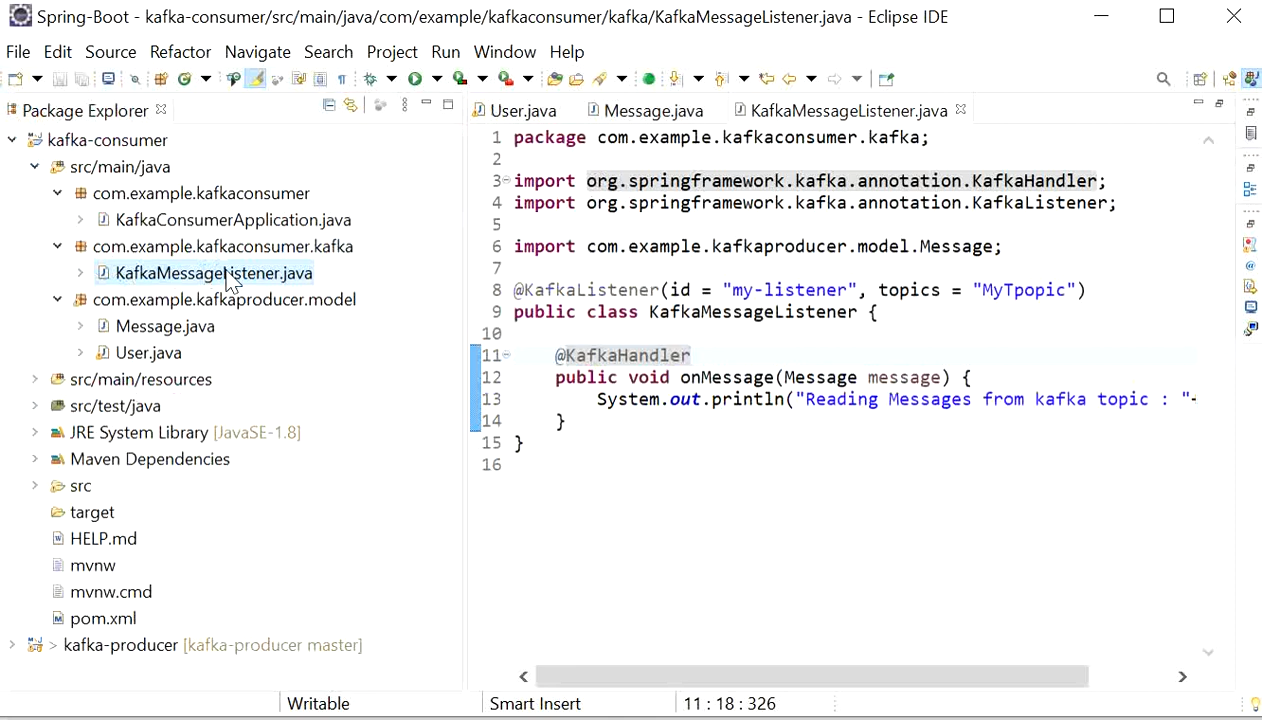 Spring-Boot - kafka-consumer/src/main/java/com/example/kafkaconsumer/kafka/KafkaMessageListener.java - Eclipse IDE
File Edit Source Refactor Navigate Search Project Run Window Help
Package Explorer
kafka-consumer
src/main/java
com.example.kafkaconsumer
KafkaConsumerApplication.java
com.example.kafkaconsumer.kafka
KafkaMessageListener.java
com.example.kafkaproducer.model
Message.java
User.java
src/main/resources
src/test/java
JRE System Library [JavaSE-1.8]
Maven Dependencies
src
target
HELP.md
mvnw
mvnw.cmd
pom.xml
> kafka-producer [kafka-producer master]
User.java Message.java KafkaMessageListener.java
1 package com.example.kafkaconsumer.kafka;
2
3 import org.springframework.kafka.annotation.KafkaHandler;
4 import org.springframework.kafka.annotation.KafkaListener;
5
6 import com.example.kafkaproducer.model.Message;
7
8 @KafkaListener(id = "my-listener", topics = "MyTpopic")
9 public class KafkaMessageListener {
10
11 @KafkaHandler
12 public void onMessage(Message message) {
13 System.out.println("Reading Messages from kafka topic : "+
14 }
15 }
16
Writable Smart Insert 11 : 18 : 326